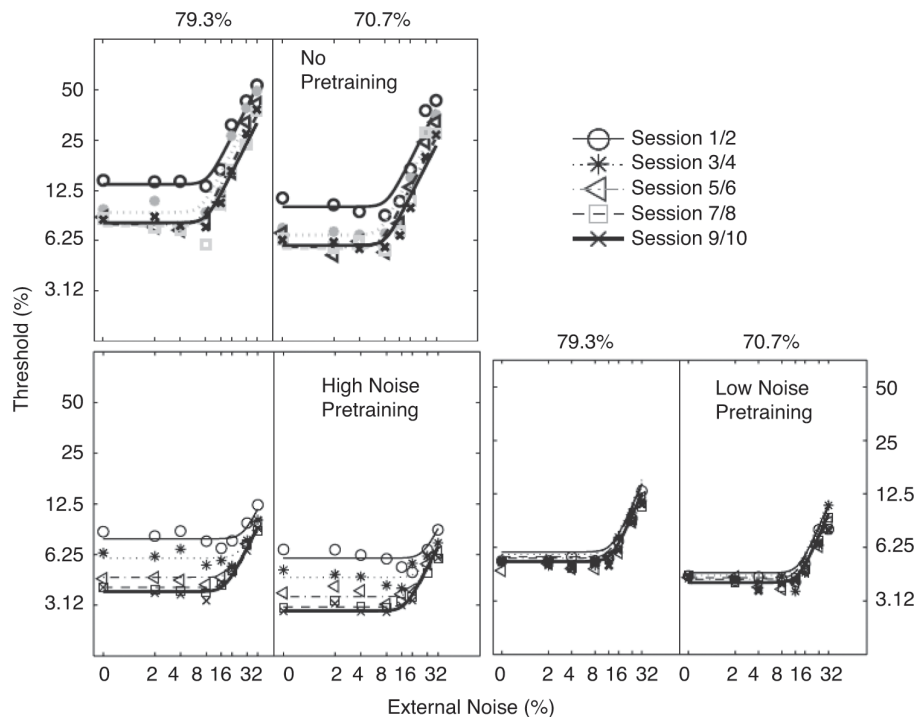 79.3%
70.7%
No
Pretraining
50
25
12.5
6.25
3.12
Session 1/2
Session 3/4
Session 5/6
Session 7/8
Session 9/10
Threshold (%)
79.3%
70.7%
High Noise
Pretraining
Low Noise
Pretraining
50
25
12.5
6.25
3.12
50
25
12.5
6.25
3.12
0 2 4 8 16 32 0 2 4 8 16 32 0 2 4 8 16 32 0 2 4 8 16 32
External Noise (%)